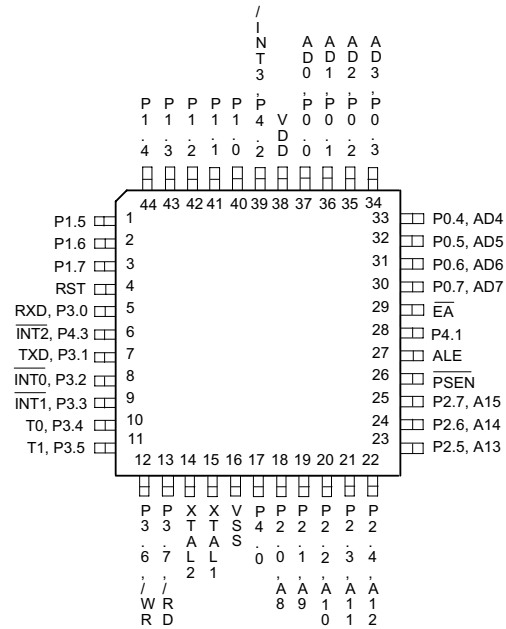 /INT3, P4.2
AD0, P0.0
AD1, P0.1
AD2, P0.2
AD3, P0.3
P1.4
P1.3
P1.2
P1.1
P1.0
VDD
44 43 42 41 40 39 38 37 36 35 34
P1.5 1
P1.6 2
P1.7 3
RST 4
RXD, P3.0 5
INT2, P4.3 6
TXD, P3.1 7
INT0, P3.2 8
INT1, P3.3 9
T0, P3.4 10
T1, P3.5 11
33 P0.4, AD4
32 P0.5, AD5
31 P0.6, AD6
30 P0.7, AD7
29 EA
28 P4.1
27 ALE
26 PSEN
25 P2.7, A15
24 P2.6, A14
23 P2.5, A13
12 13 14 15 16 17 18 19 20 21 22
P3.6, /WR
P3.7, /RD
XTAL2
XTAL1
VSS
P4.0
P2.0, A8
P2.1, A9
P2.2, A10
P2.3, A11
P2.4, A12